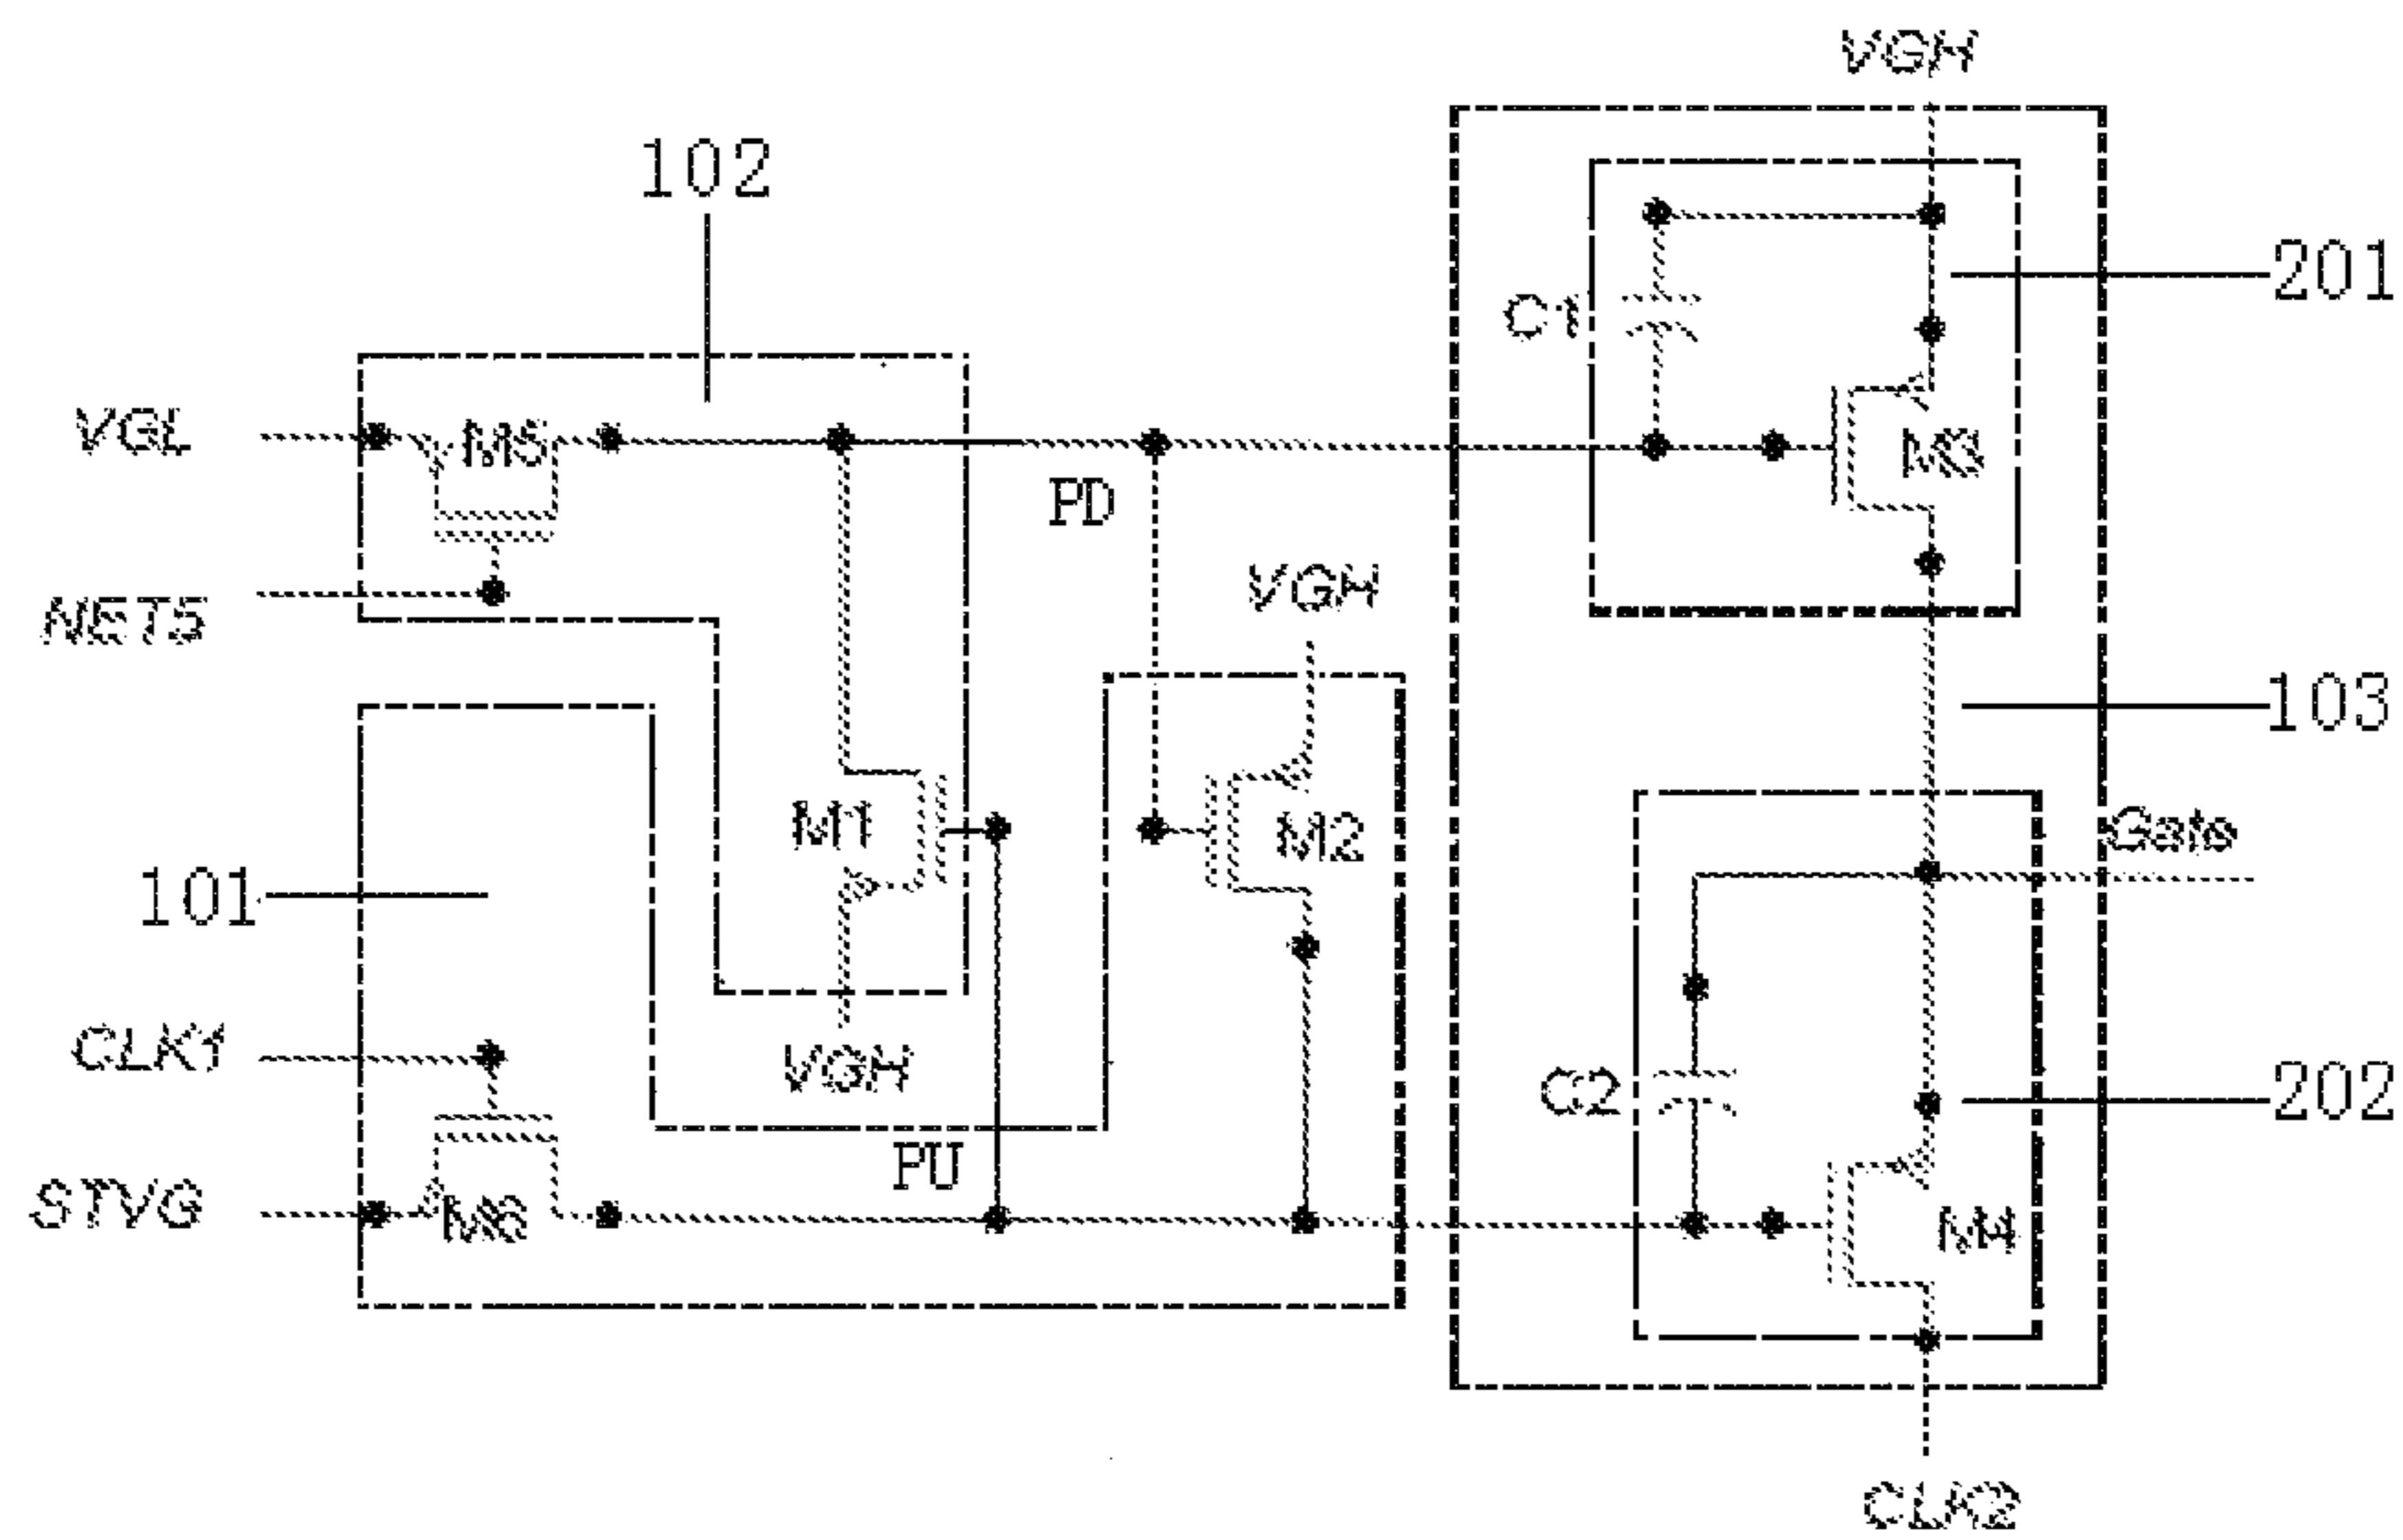 VGH
102
201
C1
VGL
M5
M3
PD
VGH
NET5
103
M1
M2
Gate
101
CLK1
VGH
C2
202
PU
STVG
M6
M4
CLK2